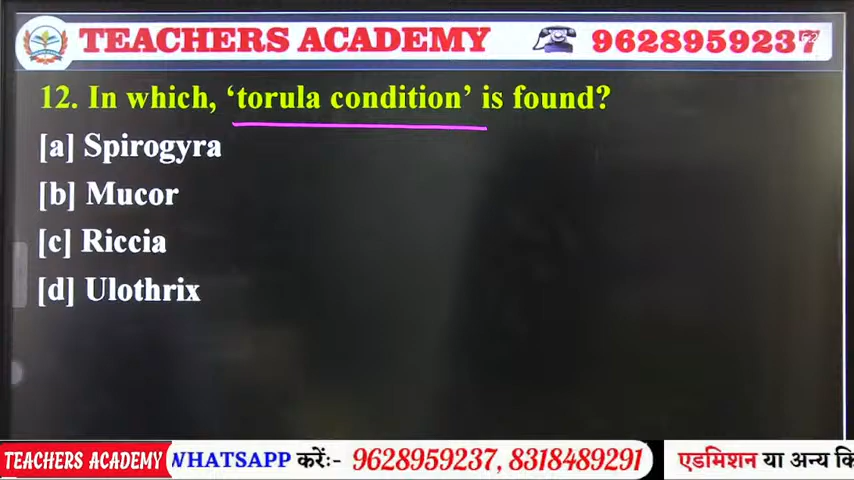 TEACHERS ACADEMY 9628959237
12. In which, ‘torula condition’ is found?
[a] Spirogyra
[b] Mucor
[c] Riccia
[d] Ulothrix
TEACHERS ACADEMY WHATSAPP करें:- 9628959237, 8318489291 एडमिशन या अन्य कि